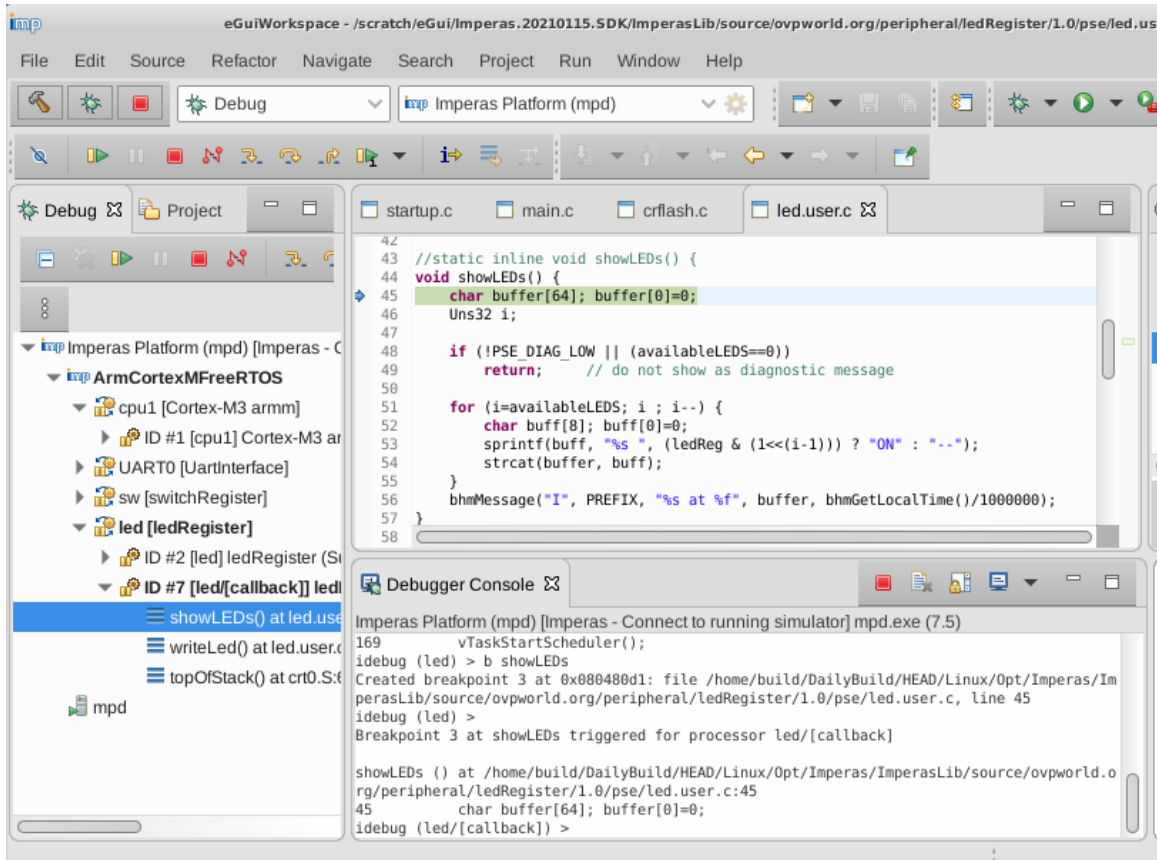 imp eGuiWorkspace - /scratch/eGui/Imperas.20210115.SDK/ImperasLib/source/ovpworld.org/peripheral/ledRegister/1.0/pse/led.us
File Edit Source Refactor Navigate Search Project Run Window Help
Debug imp Imperas Platform (mpd)
Debug Project
startup.c main.c crflash.c led.user.c
42
43 //static inline void showLEDs() {
44 void showLEDs() {
45 char buffer[64]; buffer[0]=0;
46 Uns32 i;
47
48 if (!PSE_DIAG_LOW || (availableLEDS==0))
49 return; // do not show as diagnostic message
50
51 for (i=availableLEDS; i ; i--) {
52 char buff[8]; buff[0]=0;
53 sprintf(buff, "%s ", (ledReg & (1<<(i-1))) ? "ON" : "--");
54 strcat(buffer, buff);
55 }
56 bhmMessage("I", PREFIX, "%s at %f", buffer, bhmGetLocalTime()/1000000);
57 }
58
imp Imperas Platform (mpd) [Imperas - C
imp ArmCortexMFreeRTOS
cpu1 [Cortex-M3 armm]
ID #1 [cpu1] Cortex-M3 ar
UART0 [UartInterface]
sw [switchRegister]
led [ledRegister]
ID #2 [led] ledRegister (S
ID #7 [led/[callback]] led
showLEDs() at led.use
writeLed() at led.user.c
topOfStack() at crt0.S:6
mpd
Debugger Console
Imperas Platform (mpd) [Imperas - Connect to running simulator] mpd.exe (7.5)
169 vTaskStartScheduler();
idebug (led) > b showLEDs
Created breakpoint 3 at 0x080480d1: file /home/build/DailyBuild/HEAD/Linux/Opt/Imperas/Im
perasLib/source/ovpworld.org/peripheral/ledRegister/1.0/pse/led.user.c, line 45
idebug (led) >
Breakpoint 3 at showLEDs triggered for processor led/[callback]
showLEDs () at /home/build/DailyBuild/HEAD/Linux/Opt/Imperas/ImperasLib/source/ovpworld.o
rg/peripheral/ledRegister/1.0/pse/led.user.c:45
45 char buffer[64]; buffer[0]=0;
idebug (led/[callback]) >